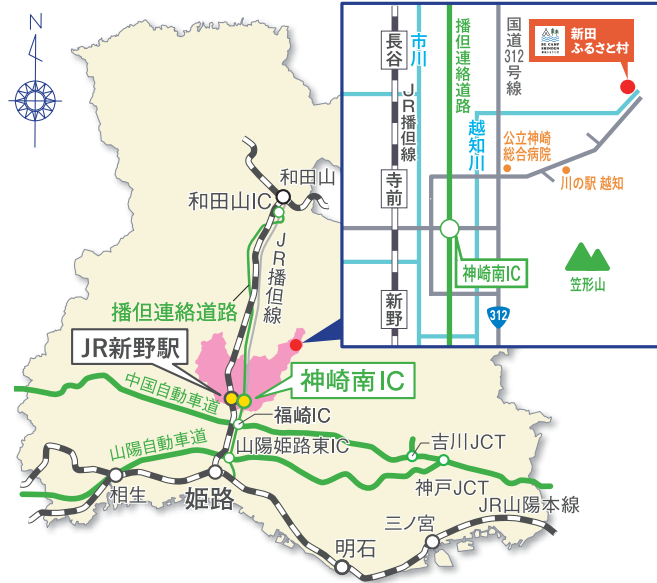 N
和田山
和田山IC
JR播但線
播但連絡道路
JR新野駅
神崎南IC
中国自動車道
福崎IC
山陽自動車道
山陽姫路東IC
吉川JCT
神戸JCT
相生
姫路
JR山陽本線
三ノ宮
明石
長谷
市川
JR播但線
播但連絡道路
国道312号線
新田
ふるさと村
越知川
公立神崎
総合病院
川の駅 越知
寺前
神崎南IC
笠形山
新野
312